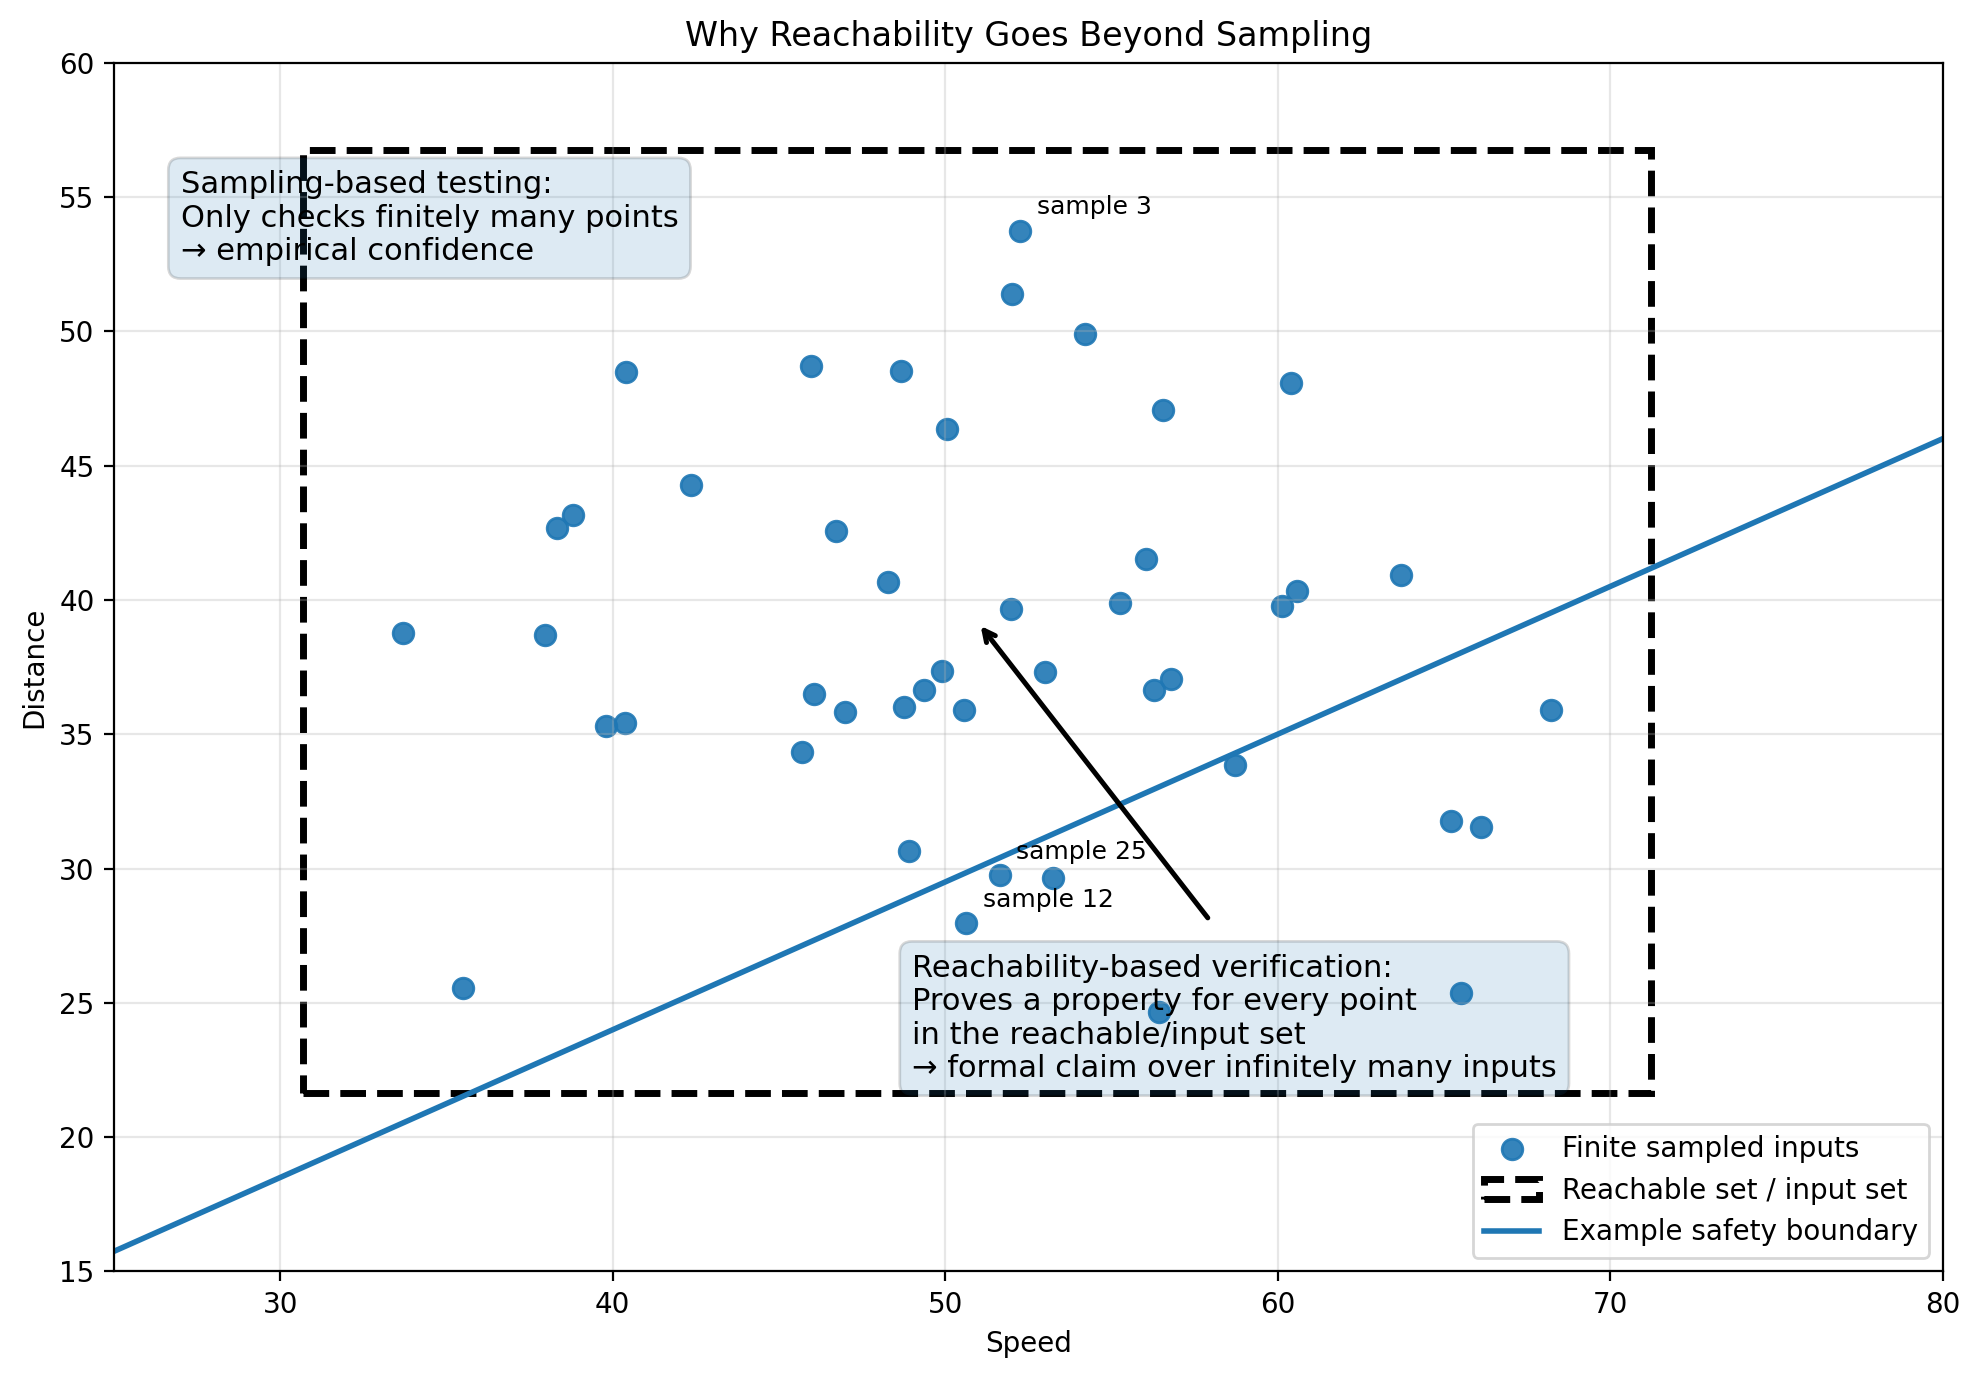 Why Reachability Goes Beyond Sampling
60
55
50
45
40
35
30
25
20
15
Distance
Sampling-based testing:
Only checks finitely many points
→ empirical confidence
sample 3
sample 25
sample 12
Reachability-based verification:
Proves a property for every point
in the reachable/input set
→ formal claim over infinitely many inputs
Finite sampled inputs
Reachable set / input set
Example safety boundary
30
40
50
60
70
80
Speed